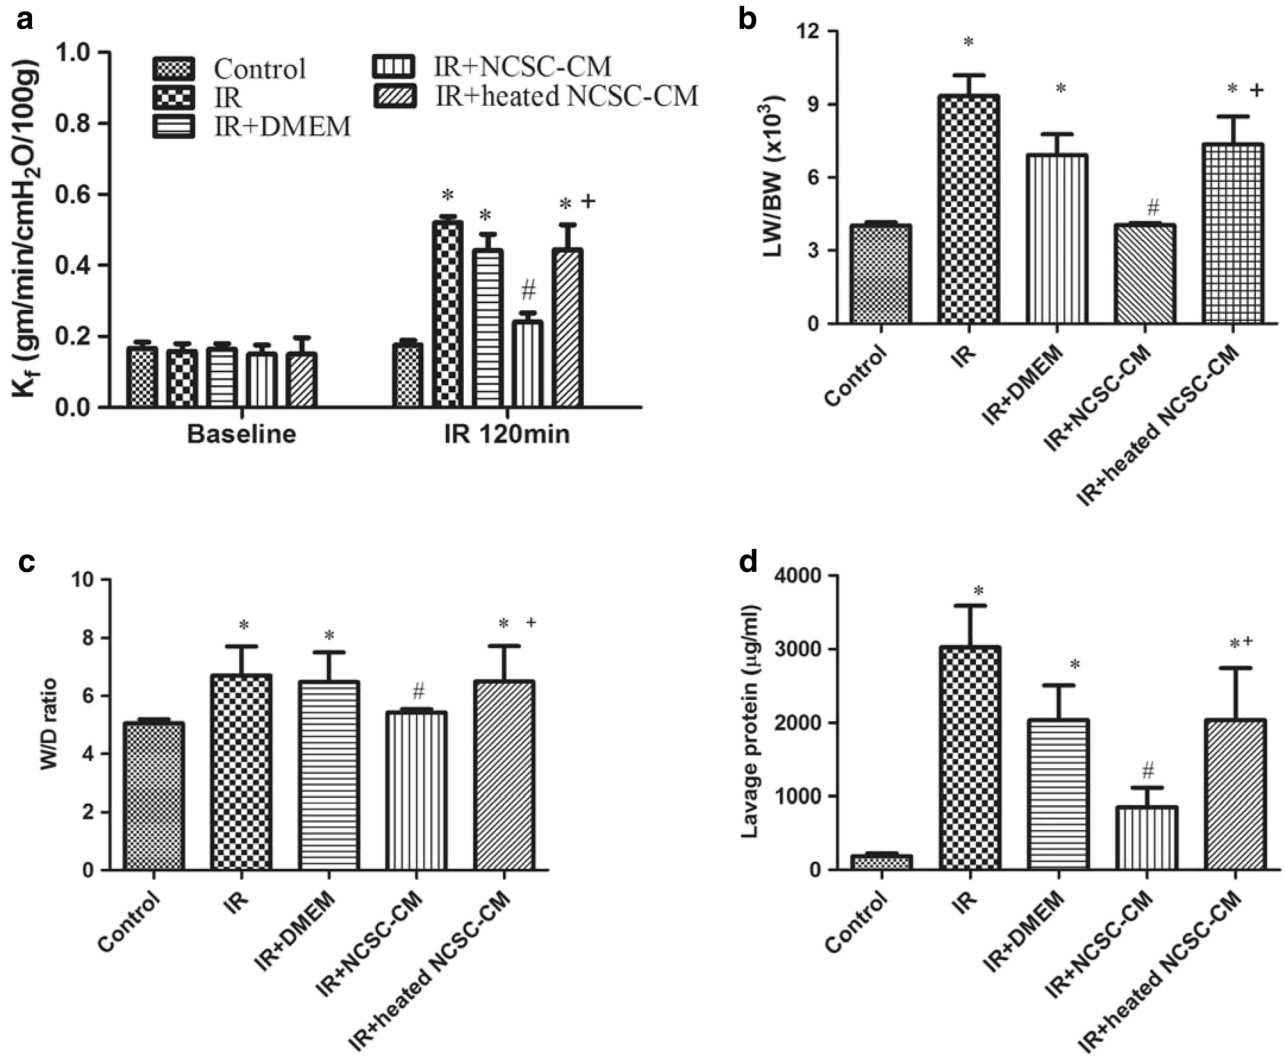 a
K_f (gm/min/cmH₂O/100g)
1.0
0.8
0.6
0.4
0.2
0.0
Control
IR
IR+DMEM
IR+NCSC-CM
IR+heated NCSC-CM
*
*
#
* +
Baseline
IR 120min
b
LW/BW (x10³)
12
9
6
3
0
*
*
#
* +
Control
IR
IR+DMEM
IR+NCSC-CM
IR+heated NCSC-CM
c
W/D ratio
10
8
6
4
2
0
*
*
#
* +
Control
IR
IR+DMEM
IR+NCSC-CM
IR+heated NCSC-CM
d
Lavage protein (µg/ml)
4000
3000
2000
1000
0
*
*
#
*+
Control
IR
IR+DMEM
IR+NCSC-CM
IR+heated NCSC-CM